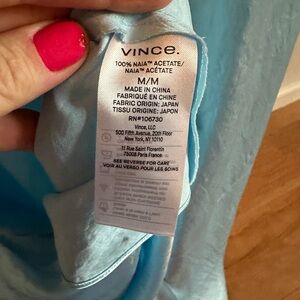 VINCE.
100% NAIA™ ACETATE/
NAIA™ ACÉTATE
M/M
MADE IN CHINA
FABRIQUÉ EN CHINE
FABRIC ORIGIN: JAPAN
TISSU ORIGINE: JAPON
RN#106730
Vince, LLC
500 Fifth Avenue, 20th Floor
New York, NY 10110
11 Rue Saint Florentin
75008 Paris France
SEE REVERSE FOR CARE
VOIR AU VERSO POUR LES SOINS